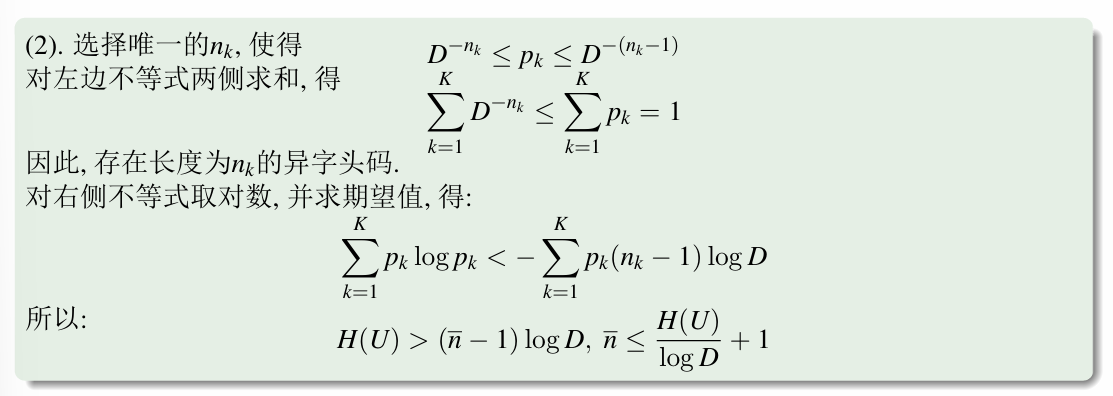 (2). 选择唯一的$n_k$, 使得
$D^{-n_k} \leq p_k \leq D^{-(n_k-1)}$
对左边不等式两侧求和, 得
$\sum_{k=1}^{K} D^{-n_k} \leq \sum_{k=1}^{K} p_k = 1$
因此, 存在长度为$n_k$的异字头码.
对右侧不等式取对数, 并求期望值, 得:
$\sum_{k=1}^{K} p_k \log p_k < -\sum_{k=1}^{K} p_k(n_k - 1) \log D$
所以:
$H(U) > (\overline{n} - 1) \log D, \ \overline{n} \leq \frac{H(U)}{\log D} + 1$